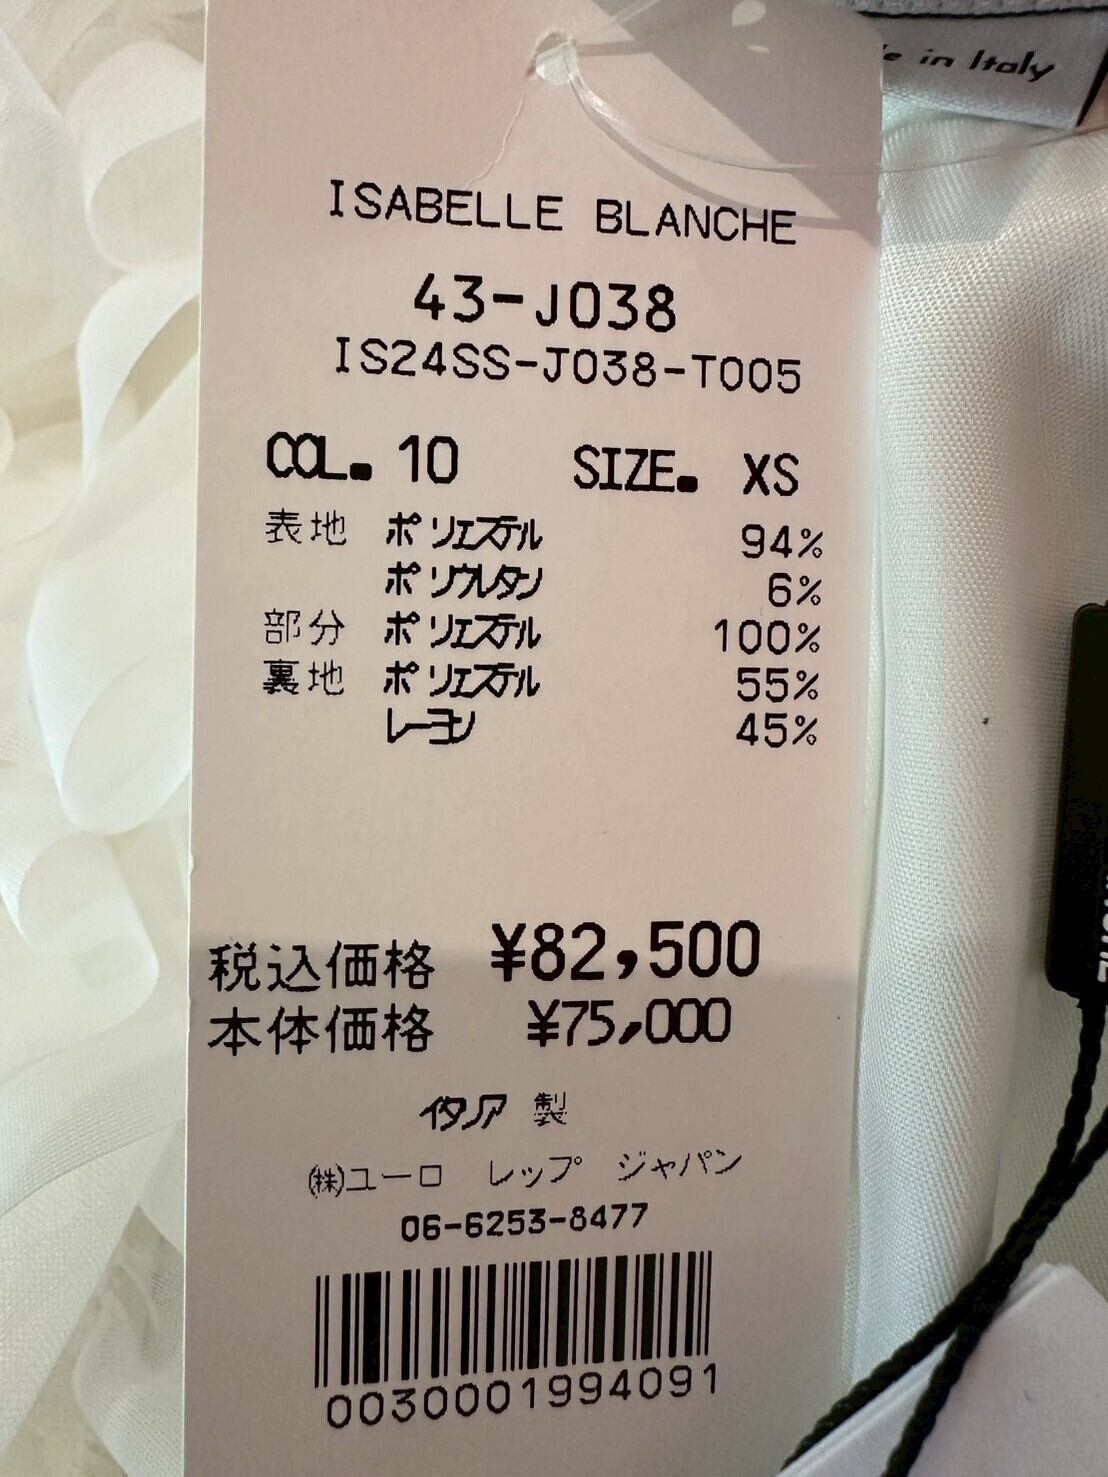 in Italy
ISABELLE BLANCHE
43-J038
IS24SS-J038-T005
COL. 10 SIZE. XS
表地 ポリエステル 94%
ポリウレタン 6%
部分 ポリエステル 100%
裏地 ポリエステル 55%
レーヨン 45%
税込価格 ¥82,500
本体価格 ¥75,000
イタリア 製
㈱ユーロ レップ ジャパン
06-6253-8477
0030001994091